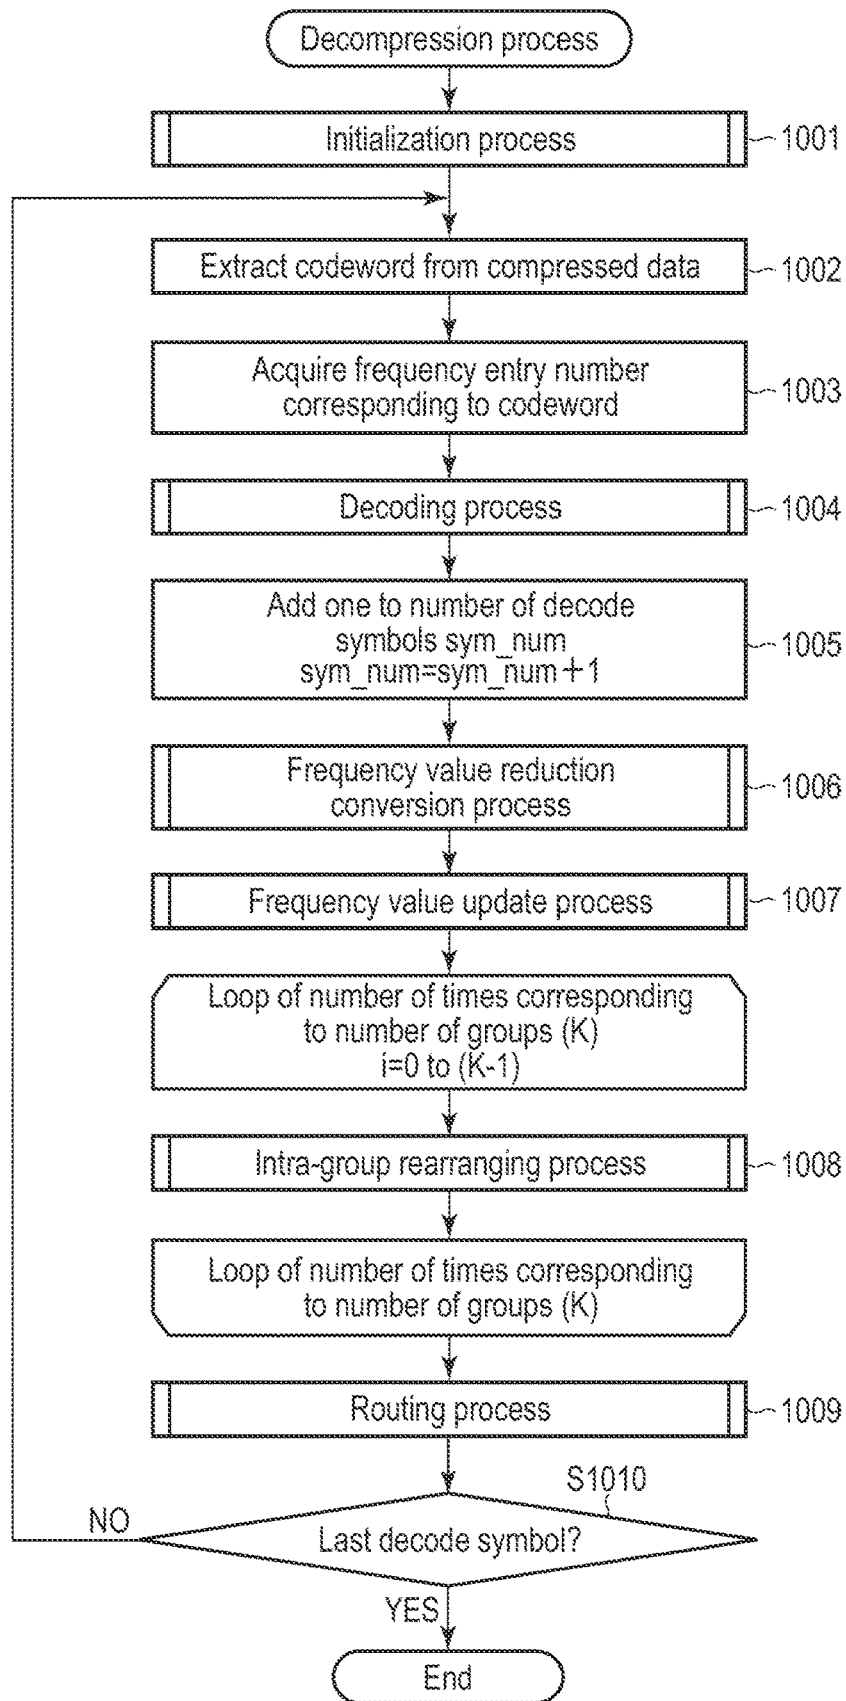 Decompression process
Initialization process
1001
Extract codeword from compressed data
1002
Acquire frequency entry number
corresponding to codeword
1003
Decoding process
1004
Add one to number of decode
symbols sym_num
sym_num=sym_num+1
1005
Frequency value reduction
conversion process
1006
Frequency value update process
1007
Loop of number of times corresponding
to number of groups (K)
i=0 to (K-1)
Intra-group rearranging process
1008
Loop of number of times corresponding
to number of groups (K)
Routing process
1009
S1010
NO
Last decode symbol?
YES
End